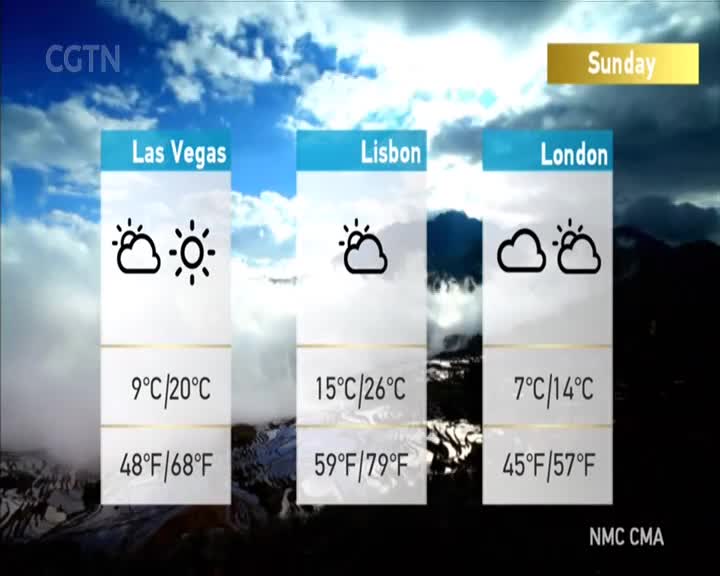 CGTN
Sunday
Las Vegas
9°C/20°C
48°F/68°F
Lisbon
15°C/26°C
59°F/79°F
London
7°C/14°C
45°F/57°F
NMC CMA